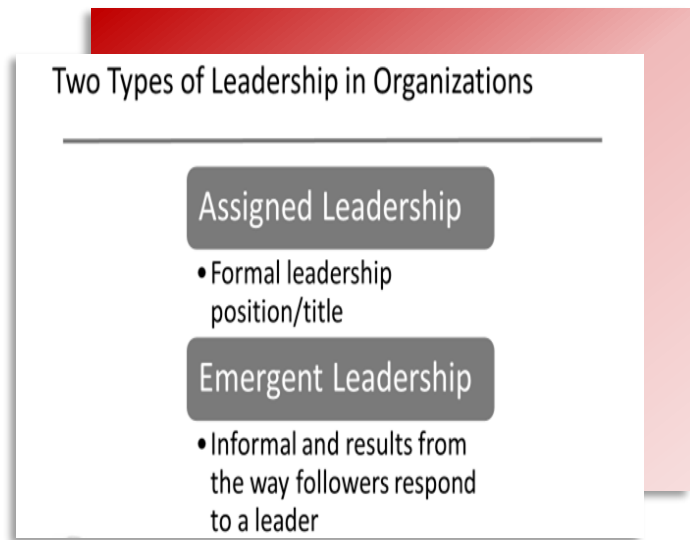 Two Types of Leadership in Organizations
Assigned Leadership
•Formal leadership
position/title
Emergent Leadership
•Informal and results from
the way followers respond
to a leader